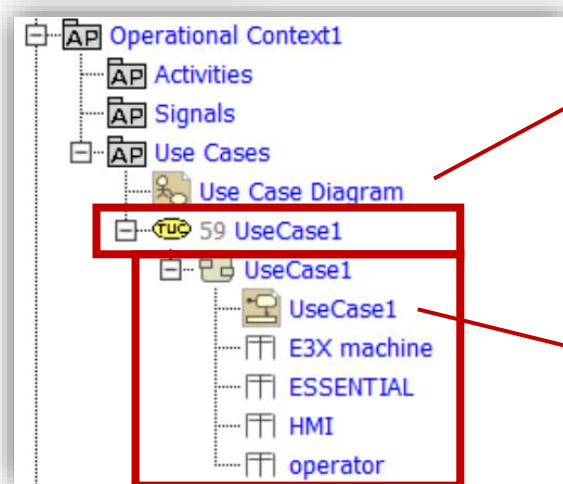 AP Operational Context1
AP Activities
AP Signals
AP Use Cases
Use Case Diagram
TUC 59 UseCase1
UseCase1
UseCase1
E3X machine
ESSENTIAL
HMI
operator